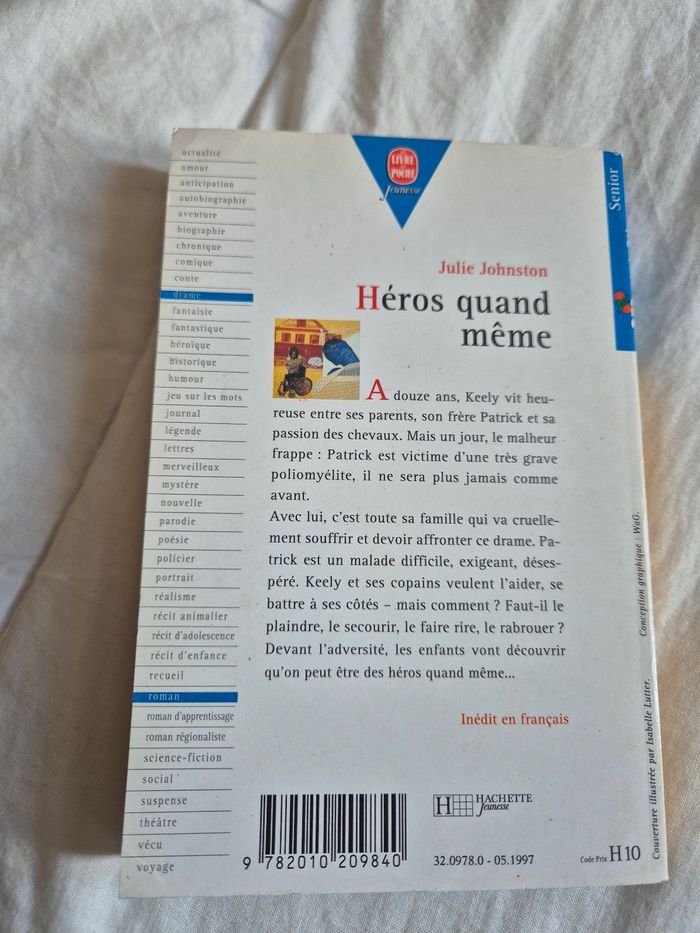 actualité
amour
anticipation
autobiographie
aventure
biographie
chronique
comique
conte
drame
fantaïsie
fantastique
héroïque
historique
humour
jeu sur les mots
journal
légende
lettres
merveilleux
mystère
nouvelle
parodie
poésie
policier
portrait
réalisme
récit animalier
récit d'adolescence
récit d'enfance
recueil
roman
roman d'apprentissage
roman régionaliste
science-fiction
social
suspense
théâtre
vécu
voyage
LIVRE
POCHE
Jeunesse
Senior
Julie Johnston
Héros quand
même
A douze ans, Keely vit heu-
reuse entre ses parents, son frère Patrick et sa
passion des chevaux. Mais un jour, le malheur
frappe : Patrick est victime d'une très grave
poliomyélite, il ne sera plus jamais comme
avant.
Avec lui, c'est toute sa famille qui va cruelle-
ment souffrir et devoir affronter ce drame. Pa-
trick est un malade difficile, exigeant, déses-
péré. Keely et ses copains veulent l'aider, se
battre à ses côtés – mais comment ? Faut-il le
plaindre, le secourir, le faire rire, le rabrouer ?
Devant l'adversité, les enfants vont découvrir
qu'on peut être des héros quand même...
Inédit en français
H HACHETTE
Jeunesse
9 782010 209840
32.0978.0 - 05.1997
Code Prix H 10
Conception graphique : WaG.
Couverture illustrée par Isabelle Lutter.